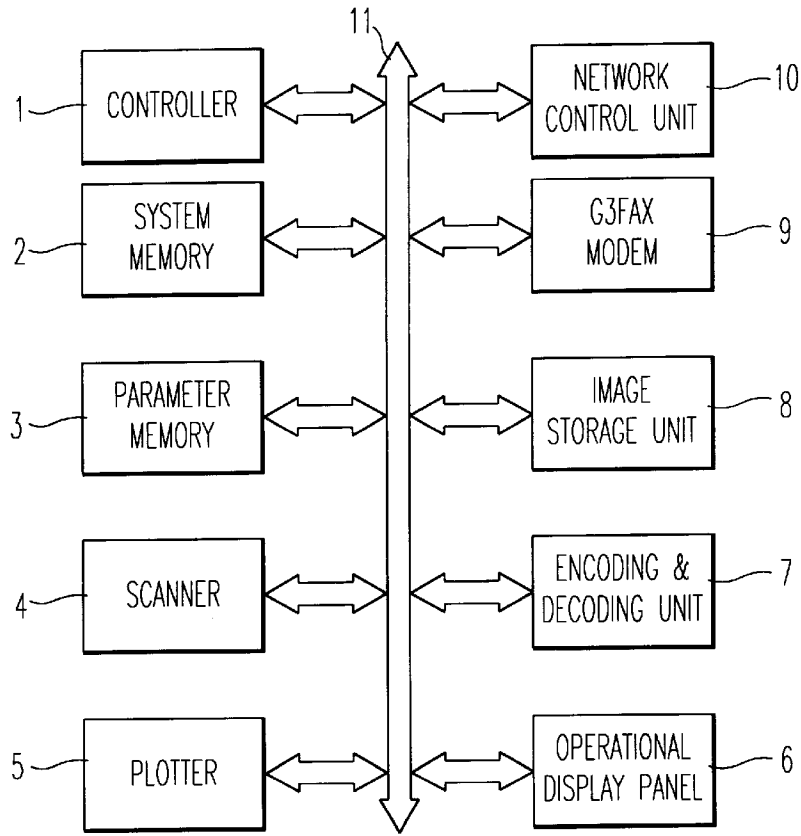 11
1
CONTROLLER
NETWORK
CONTROL UNIT
10
2
SYSTEM
MEMORY
G3FAX
MODEM
9
3
PARAMETER
MEMORY
IMAGE
STORAGE UNIT
8
4
SCANNER
ENCODING &
DECODING UNIT
7
5
PLOTTER
OPERATIONAL
DISPLAY PANEL
6